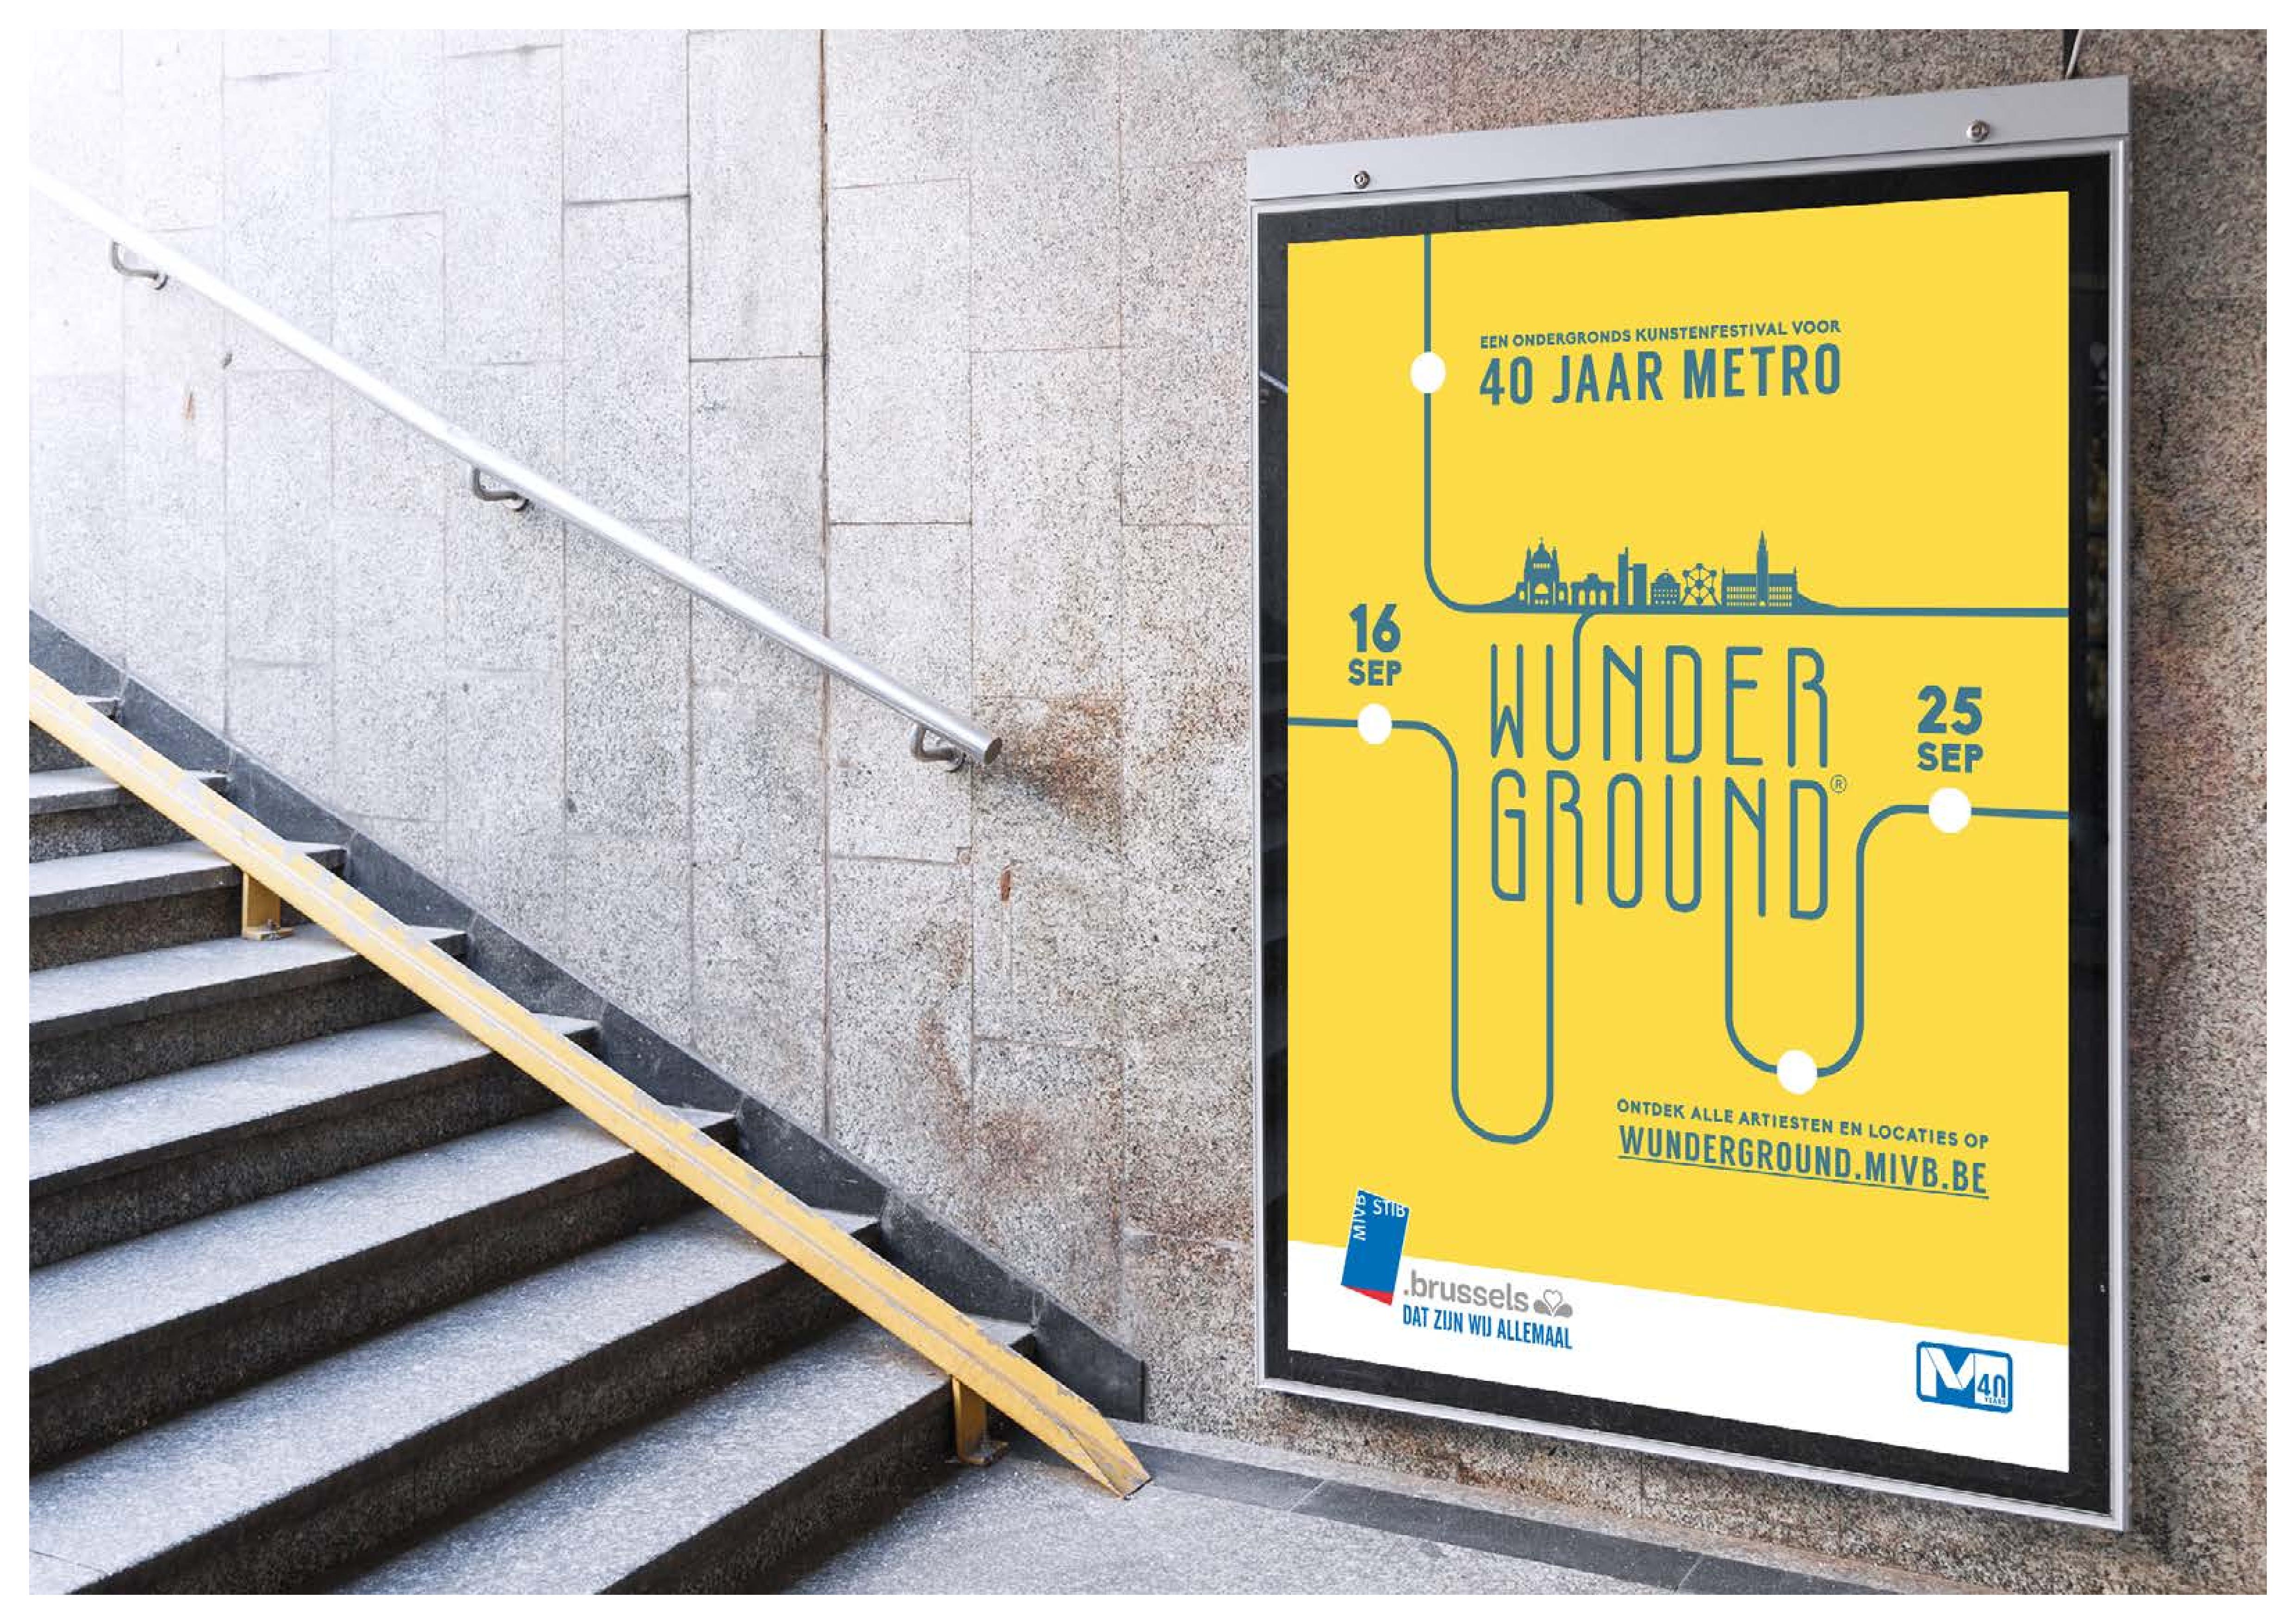 EEN ONDERGRONDS KUNSTENFESTIVAL VOOR
40 JAAR METRO
16
SEP
WUNDER
GROUND®
25
SEP
ONTDEK ALLE ARTIESTEN EN LOCATIES OP
WUNDERGROUND.MIVB.BE
MIVB STIB
.brussels
DAT ZIJN WIJ ALLEMAAL
M 40
YEARS